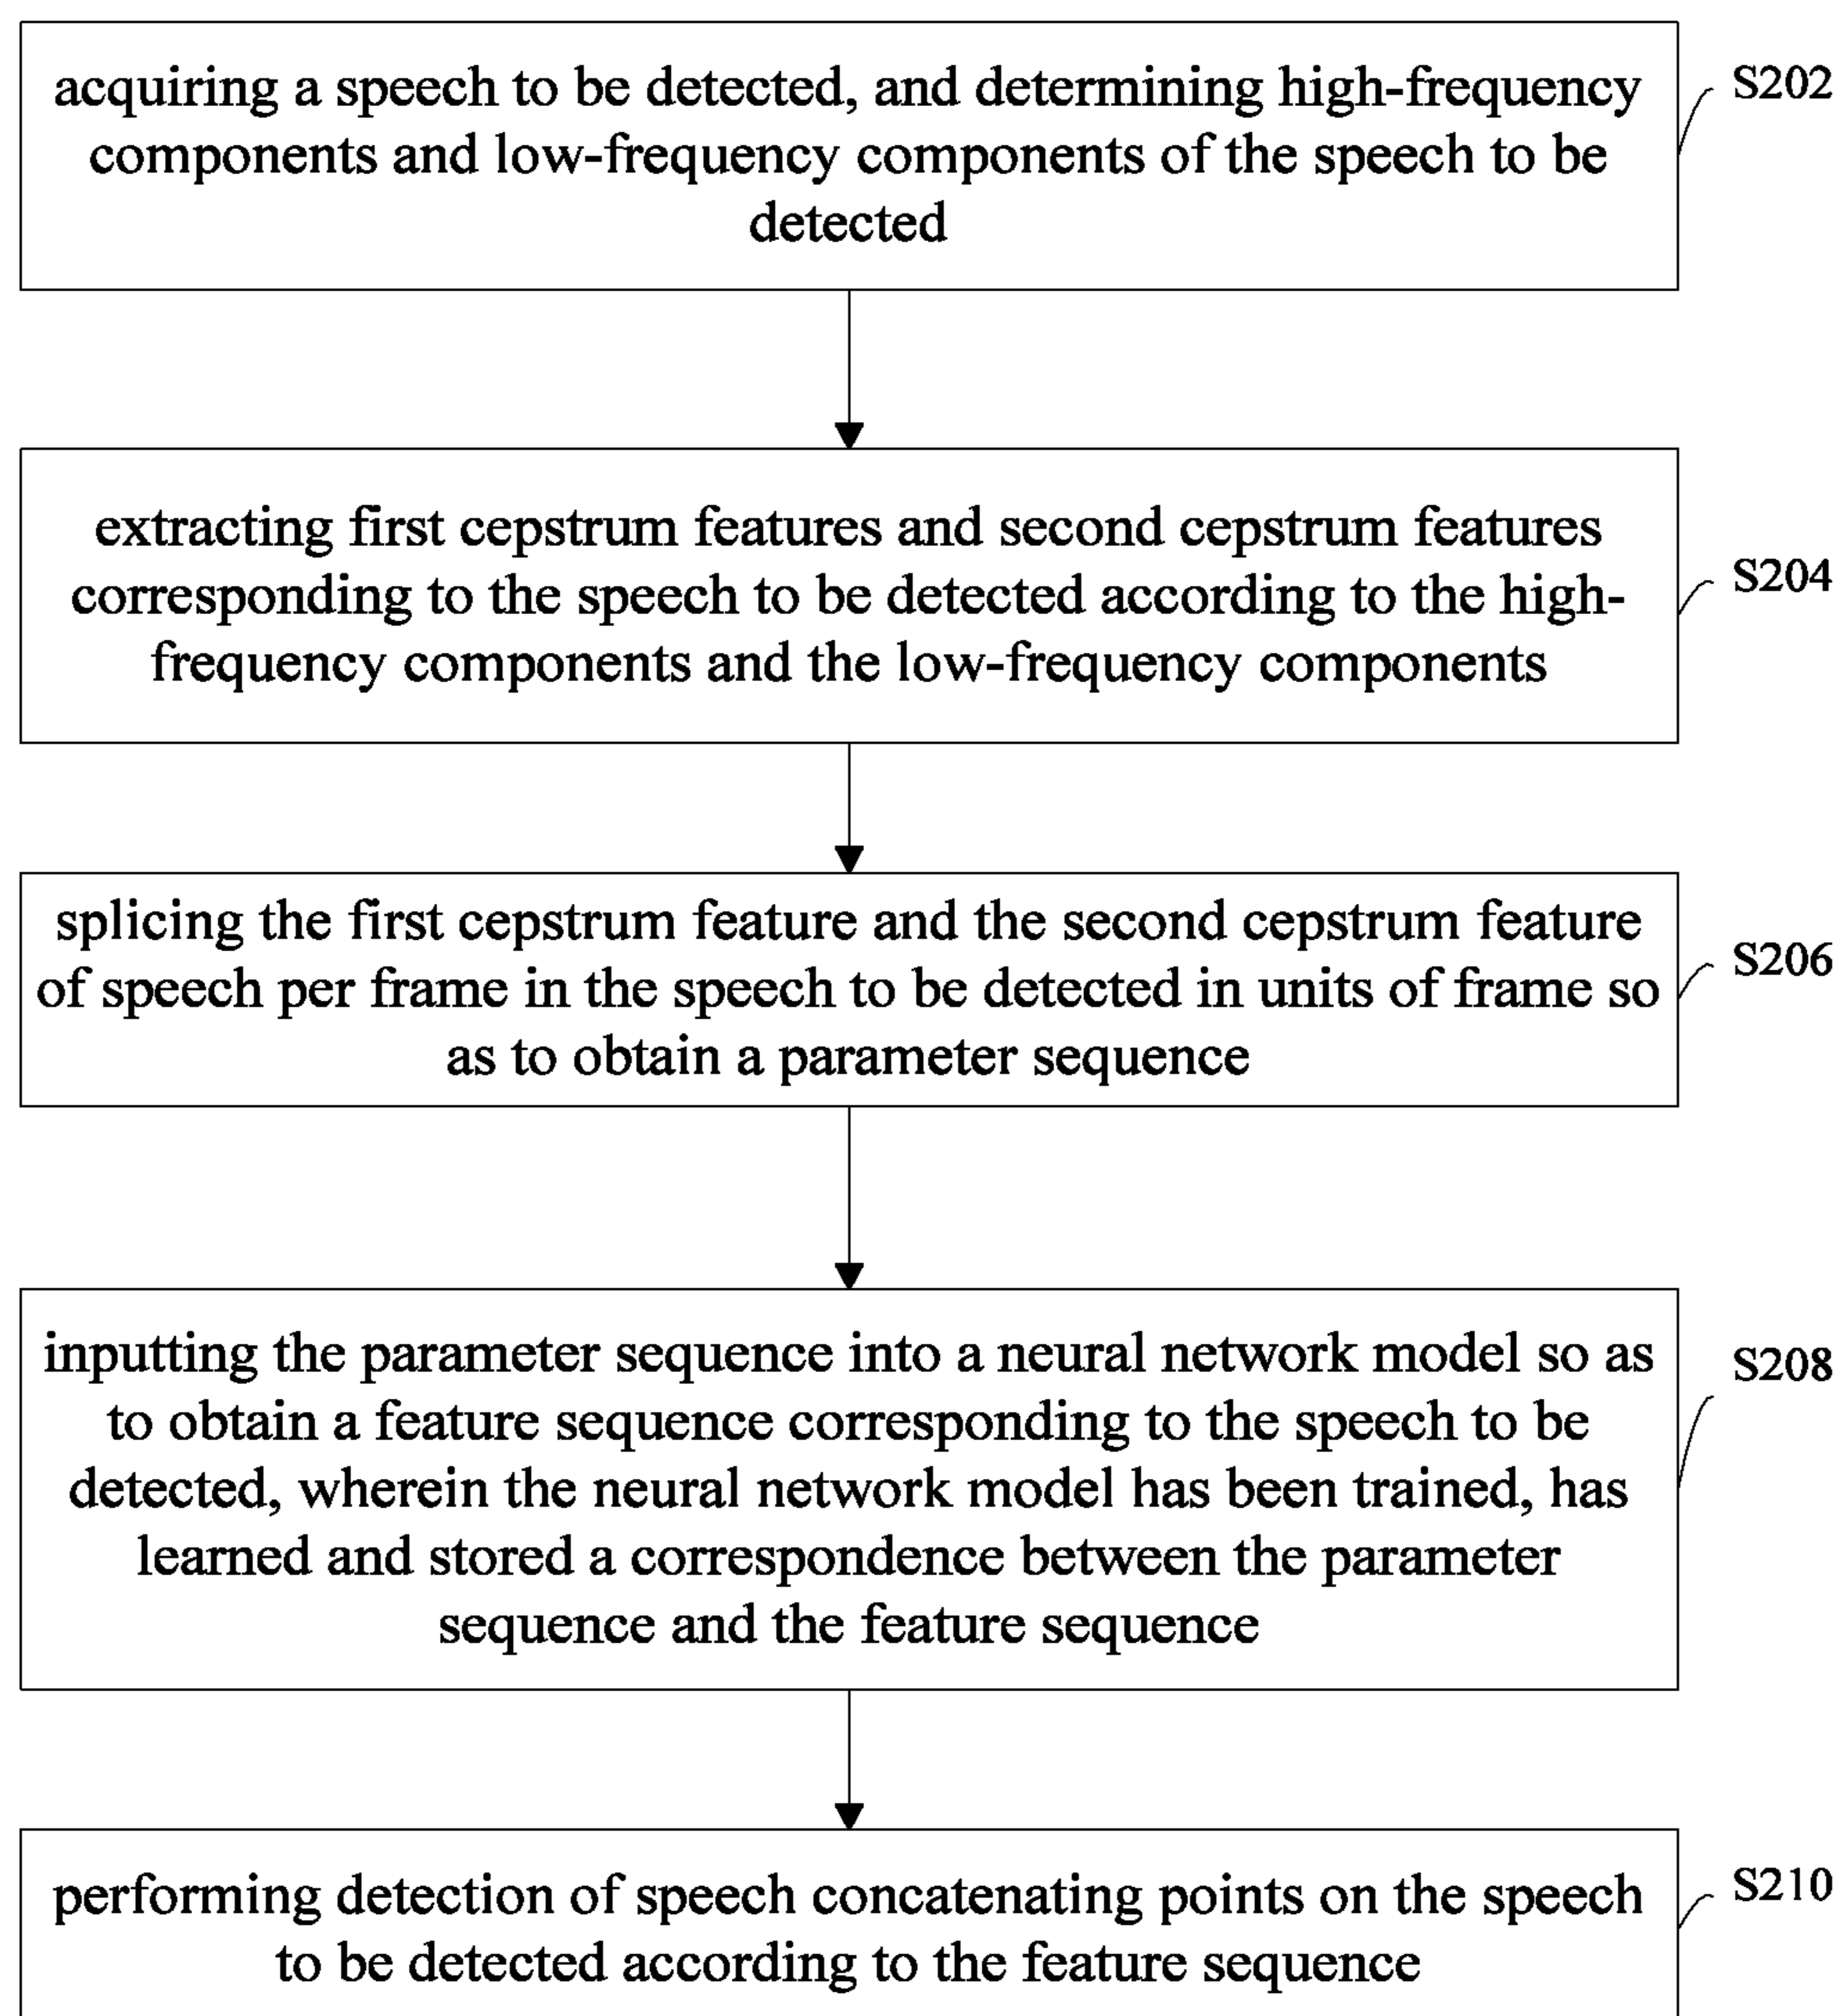 acquiring a speech to be detected, and determining high-frequency
components and low-frequency components of the speech to be
detected
S202
extracting first cepstrum features and second cepstrum features
corresponding to the speech to be detected according to the high-
frequency components and the low-frequency components
S204
splicing the first cepstrum feature and the second cepstrum feature
of speech per frame in the speech to be detected in units of frame so
as to obtain a parameter sequence
S206
inputting the parameter sequence into a neural network model so as
to obtain a feature sequence corresponding to the speech to be
detected, wherein the neural network model has been trained, has
learned and stored a correspondence between the parameter
sequence and the feature sequence
S208
performing detection of speech concatenating points on the speech
to be detected according to the feature sequence
S210